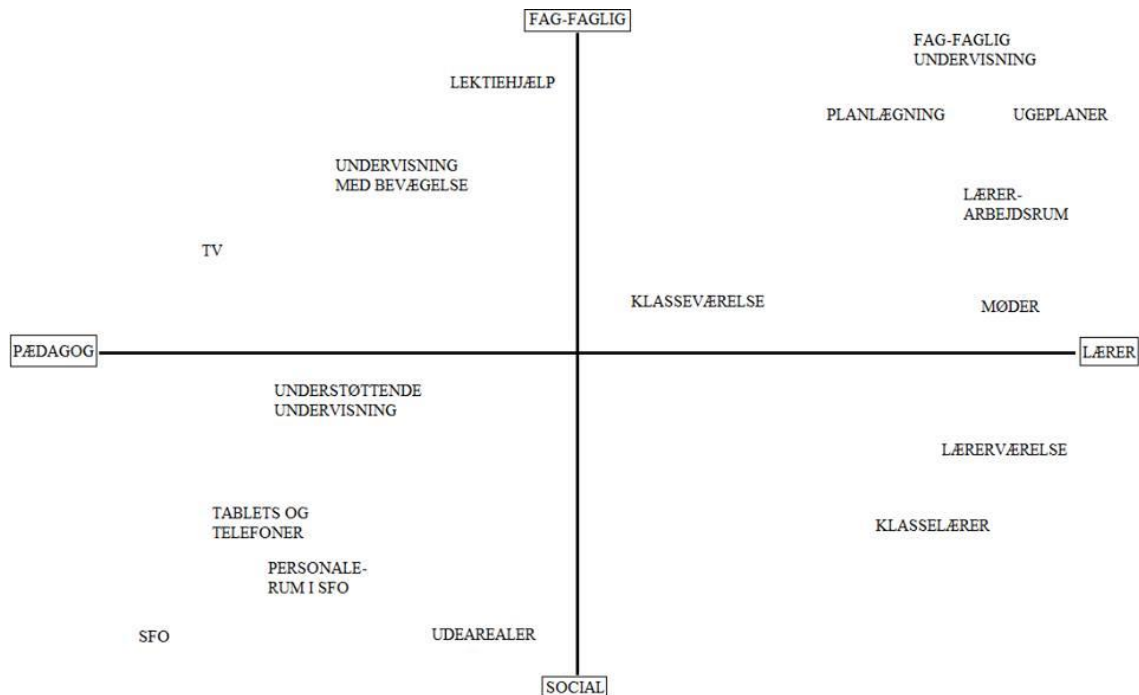 FAG-FAGLIG
FAG-FAGLIG
UNDERVISNING
LEKTIEHJÆLP
PLANLÆGNING
UGEPLANER
UNDERVISNING
MED BEVÆGELSE
LÆRER-
ARBEJDSRUM
TV
KLASSEVÆRELSE
MØDER
PÆDAGOG
LÆRER
UNDERSTØTTENDE
UNDERVISNING
LÆRERVÆRELSE
TABLETS OG
TELEFONER
KLASSELÆRER
PERSONALE-
RUM I SFO
SFO
UDEAREALER
SOCIAL